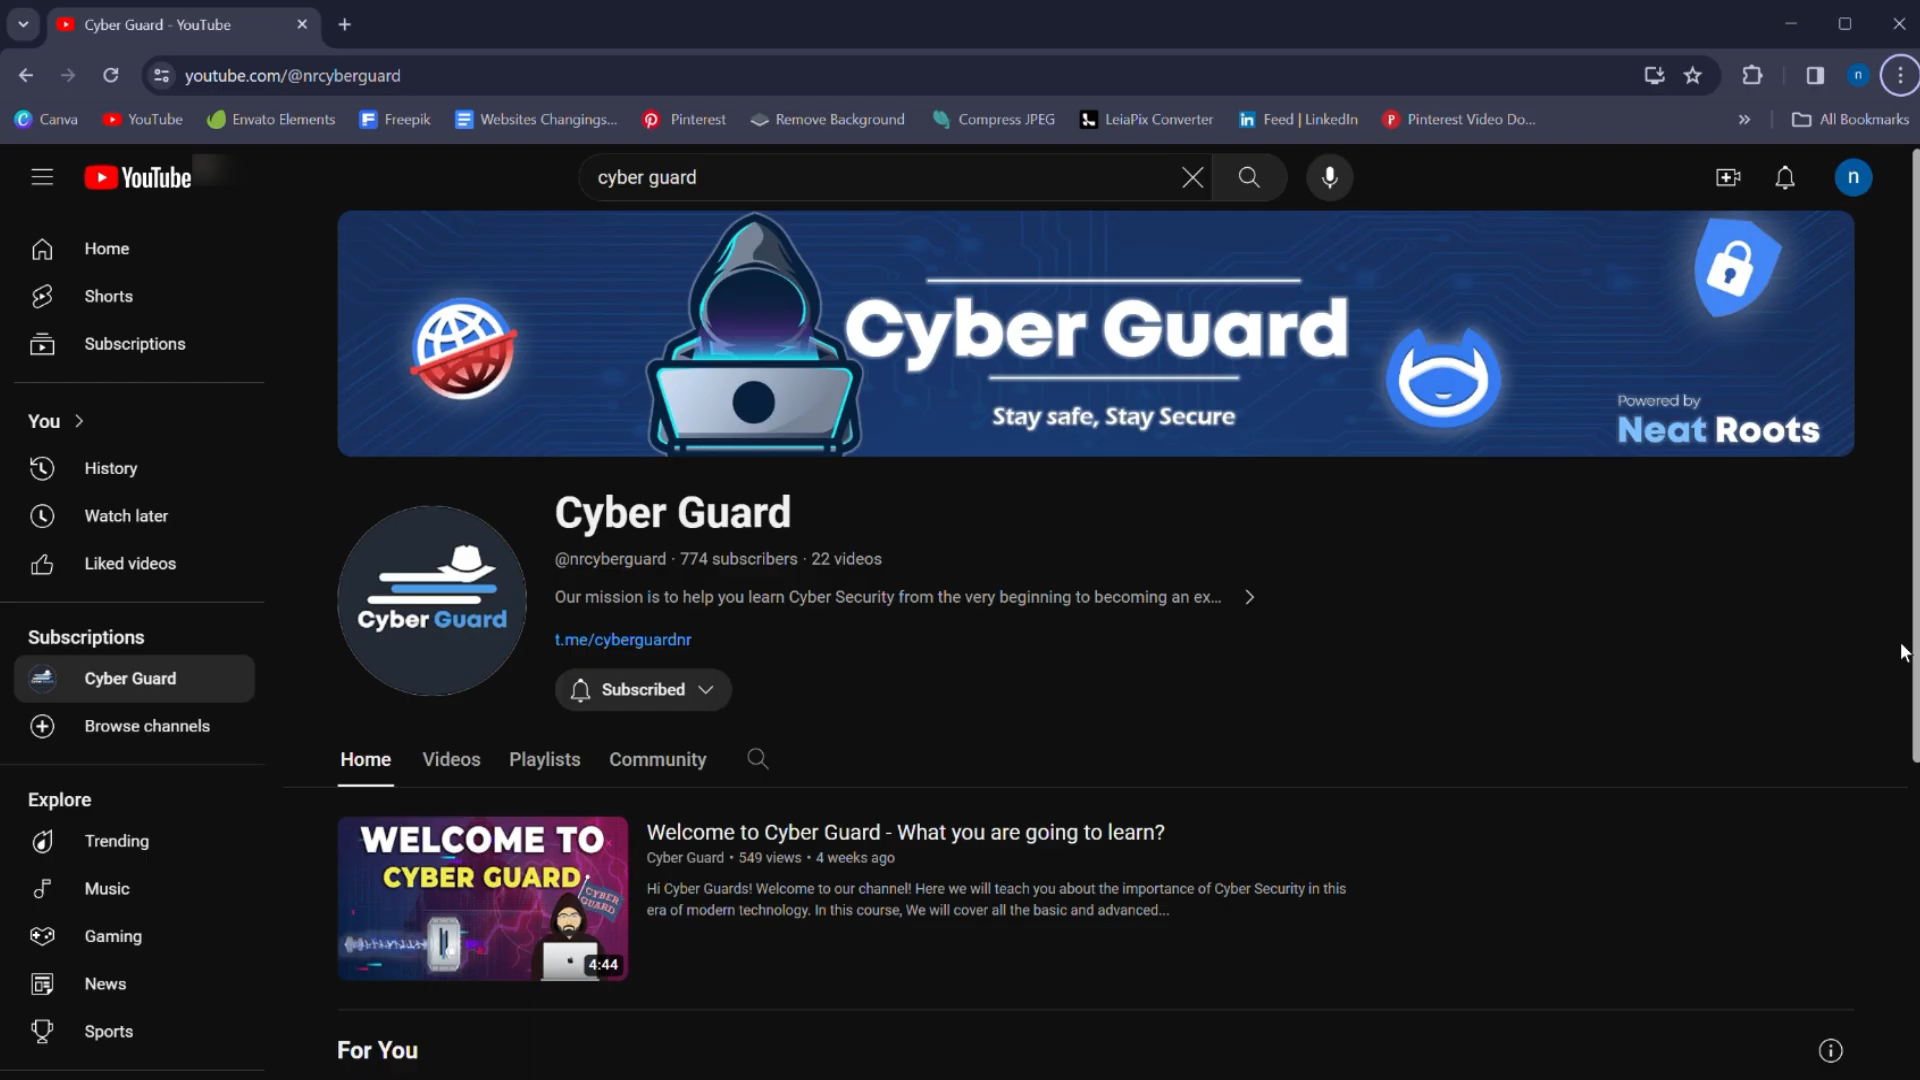 Cyber Guard - YouTube
youtube.com/@nrcyberguard
n
Canva
YouTube
Envato Elements
Freepik
Websites Changings...
Pinterest
Remove Background
Compress JPEG
LeiaPix Converter
Feed | LinkedIn
Pinterest Video Do...
All Bookmarks
YouTube
cyber guard
n
Home
Shorts
Subscriptions
You
History
Watch later
Liked videos
Subscriptions
Cyber Guard
Browse channels
Explore
Trending
Music
Gaming
News
Sports
Cyber Guard
Stay safe, Stay Secure
Powered by
Neat Roots
Cyber Guard
Cyber Guard
@nrcyberguard · 774 subscribers · 22 videos
Our mission is to help you learn Cyber Security from the very beginning to becoming an ex...
t.me/cyberguardnr
Subscribed
Home
Videos
Playlists
Community
WELCOME TO
CYBER GUARD
CYBER
GUARD
4:44
Welcome to Cyber Guard - What you are going to learn?
Cyber Guard • 549 views • 4 weeks ago
Hi Cyber Guards! Welcome to our channel! Here we will teach you about the importance of Cyber Security in this
era of modern technology. In this course, We will cover all the basic and advanced...
For You